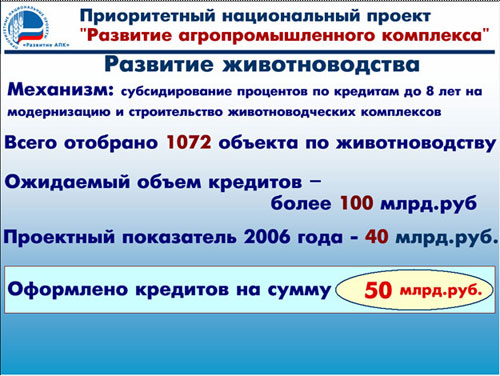 Приоритетный национальный проект
"Развитие агропромышленного комплекса"
«Развитие АПК»
Развитие животноводства
Механизм: субсидирование процентов по кредитам до 8 лет на
модернизацию и строительство животноводческих комплексов
Всего отобрано 1072 объекта по животноводству
Ожидаемый объем кредитов –
более 100 млрд.руб
Проектный показатель 2006 года - 40 млрд.руб.
Оформлено кредитов на сумму 50 млрд.руб.